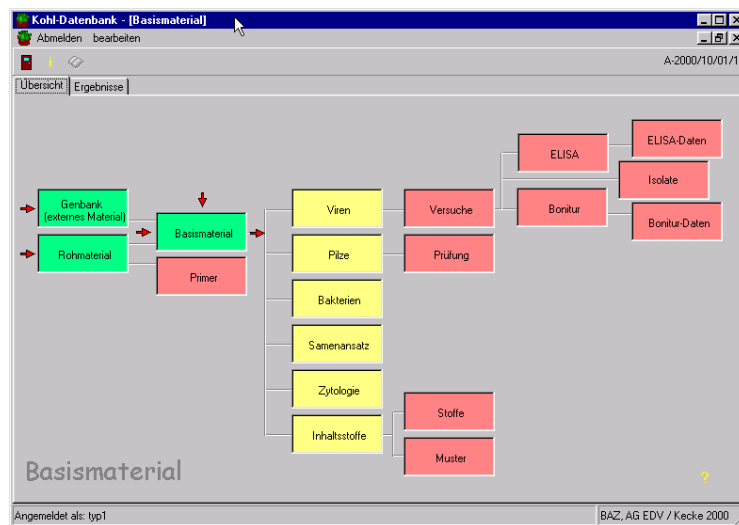 Kohl-Datenbank - [Basismaterial]
Abmelden bearbeiten
A-2000/10/01/1
Übersicht Ergebnisse
ELISA-Daten
ELISA
Isolate
Genbank
(externes Material)
Viren
Versuche
Bonitur
Bonitur-Daten
Basismaterial
Rohmaterial
Pilze
Prüfung
Primer
Bakterien
Samenansatz
Zytologie
Stoffe
Inhaltsstoffe
Muster
Basismaterial
?
Angemeldet als: typ1
BAZ, AG EDV / Kecke 2000